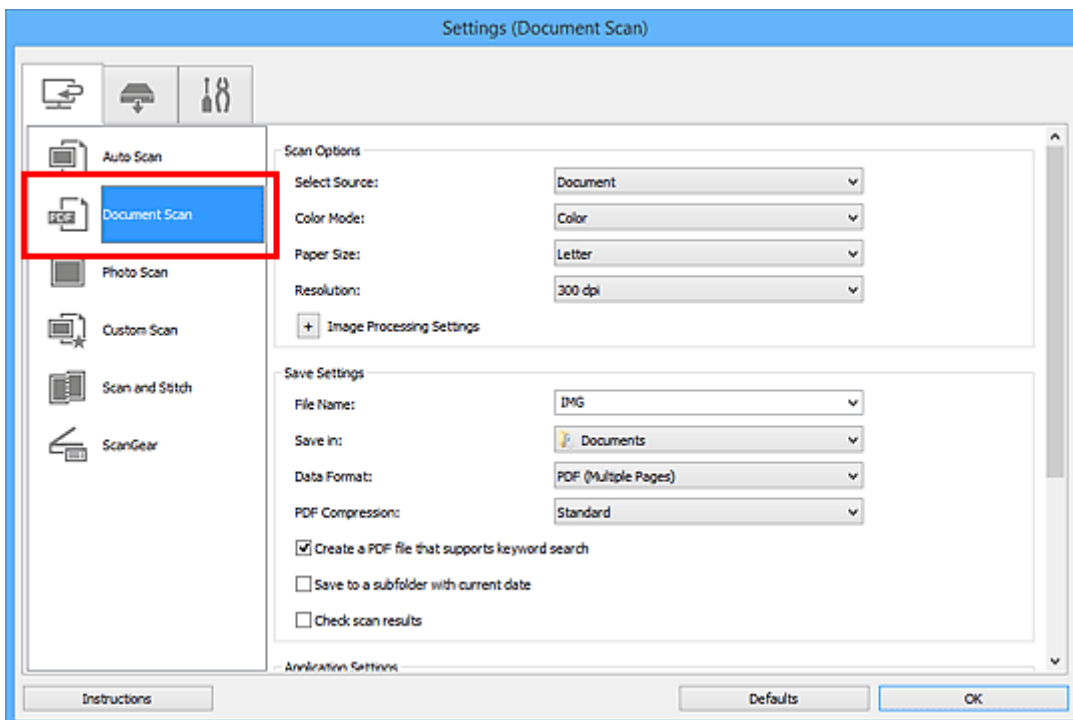 Settings (Document Scan)
Auto Scan
PDF
Document Scan
Photo Scan
Custom Scan
Scan and Stitch
ScanGear
Scan Options
Select Source: Document
Color Mode: Color
Paper Size: Letter
Resolution: 300 dpi
+ Image Processing Settings
Save Settings
File Name: IMG
Save in: Documents
Data Format: PDF (Multiple Pages)
PDF Compression: Standard
Create a PDF file that supports keyword search
Save to a subfolder with current date
Check scan results
Application Settings
Instructions Defaults OK